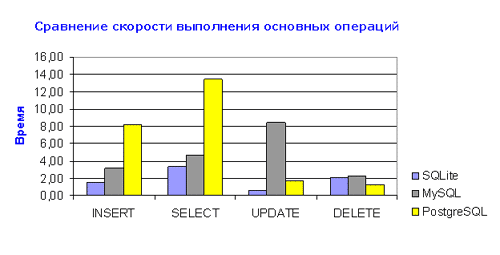 Сравнение скорости выполнения основных операций
Время
16,00
14,00
12,00
10,00
8,00
6,00
4,00
2,00
0,00
INSERT
SELECT
UPDATE
DELETE
SQLite
MySQL
PostgreSQL